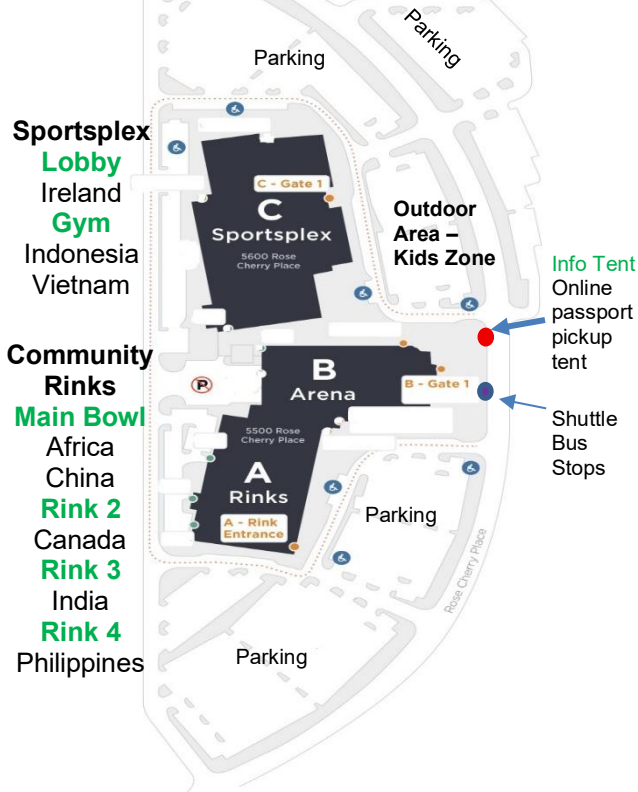 Parking
Parking
Sportsplex
Lobby
Ireland
Gym
Indonesia
Vietnam
C - Gate 1
C
Sportsplex
5600 Rose
Cherry Place
Outdoor
Area –
Kids Zone
Info Tent
Online
passport
pickup
tent
Community
Rinks
Main Bowl
Africa
China
Rink 2
Canada
Rink 3
India
Rink 4
Philippines
P
B
Arena
B - Gate 1
Shuttle
Bus
Stops
5500 Rose
Cherry Place
A
Rinks
A - Rink
Entrance
Parking
Rose Cherry Place
Parking